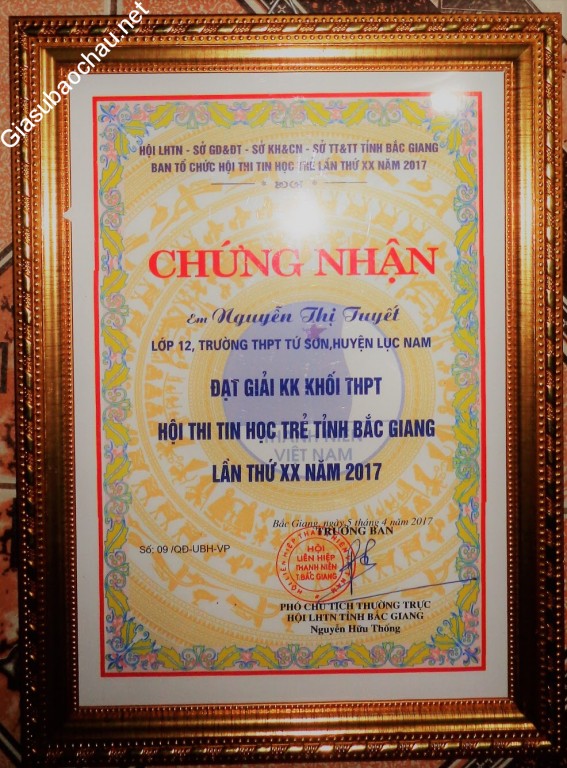 Giasubaochau.net
HỘI LHTN - SỞ GD&ĐT - SỞ KH&CN - SỞ TT&TT TỈNH BẮC GIANG
BAN TỔ CHỨC HỘI THI TIN HỌC TRẺ LẦN THỨ XX NĂM 2017
CHỨNG NHẬN
Em Nguyễn Thị Tuyết
LỚP 12, TRƯỜNG THPT TỨ SƠN,HUYỆN LỤC NAM
ĐẠT GIẢI KK KHỐI THPT
HỘI THI TIN HỌC TRẺ TỈNH BẮC GIANG
THANH NIÊN
VIỆT NAM
LẦN THỨ XX NĂM 2017
Bắc Giang, ngày 5 tháng 4 năm 2017
TRƯỞNG BAN
Số: 09 /QĐ-UBH-VP
HỘI
LIÊN HIỆP
THANH NIÊN
T.BẮC GIANG
PHÓ CHỦ TỊCH THƯỜNG TRỰC
HỘI LHTN TỈNH BẮC GIANG
Nguyễn Hữu Thông